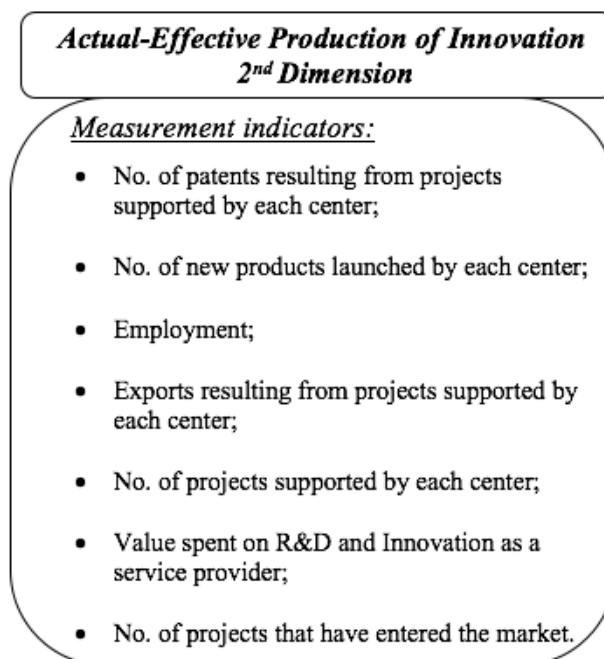 Actual-Effective Production of Innovation
2nd Dimension
Measurement indicators:
• No. of patents resulting from projects
supported by each center;
• No. of new products launched by each center;
• Employment;
• Exports resulting from projects supported by
each center;
• No. of projects supported by each center;
• Value spent on R&D and Innovation as a
service provider;
• No. of projects that have entered the market.